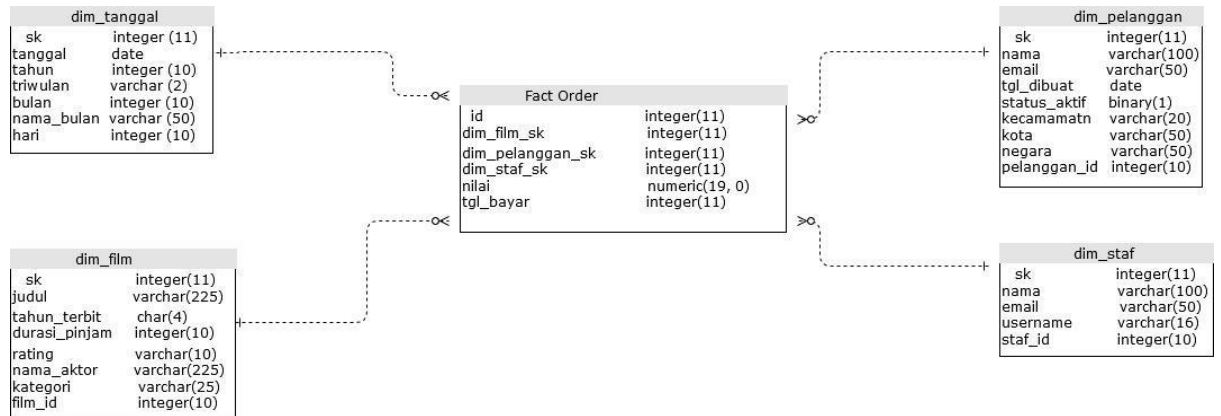 dim_tanggal
sk integer (11)
tanggal date
tahun integer (10)
triwulan varchar (2)
bulan integer (10)
nama_bulan varchar (50)
hari integer (10)
dim_pelanggan
sk integer(11)
nama varchar(100)
email varchar(50)
tgl_dibuat date
status_aktif binary(1)
kecamamatn varchar(20)
kota varchar(50)
negara varchar(50)
pelanggan_id integer(10)
Fact Order
id integer(11)
dim_film_sk integer(11)
dim_pelanggan_sk integer(11)
dim_staf_sk integer(11)
nilai numeric(19, 0)
tgl_bayar integer(11)
dim_film
sk integer(11)
judul varchar(225)
tahun_terbit char(4)
durasi_pinjam integer(10)
rating varchar(10)
nama_aktor varchar(225)
kategori varchar(25)
film_id integer(10)
dim_staf
sk integer(11)
nama varchar(100)
email varchar(50)
username varchar(16)
staf_id integer(10)